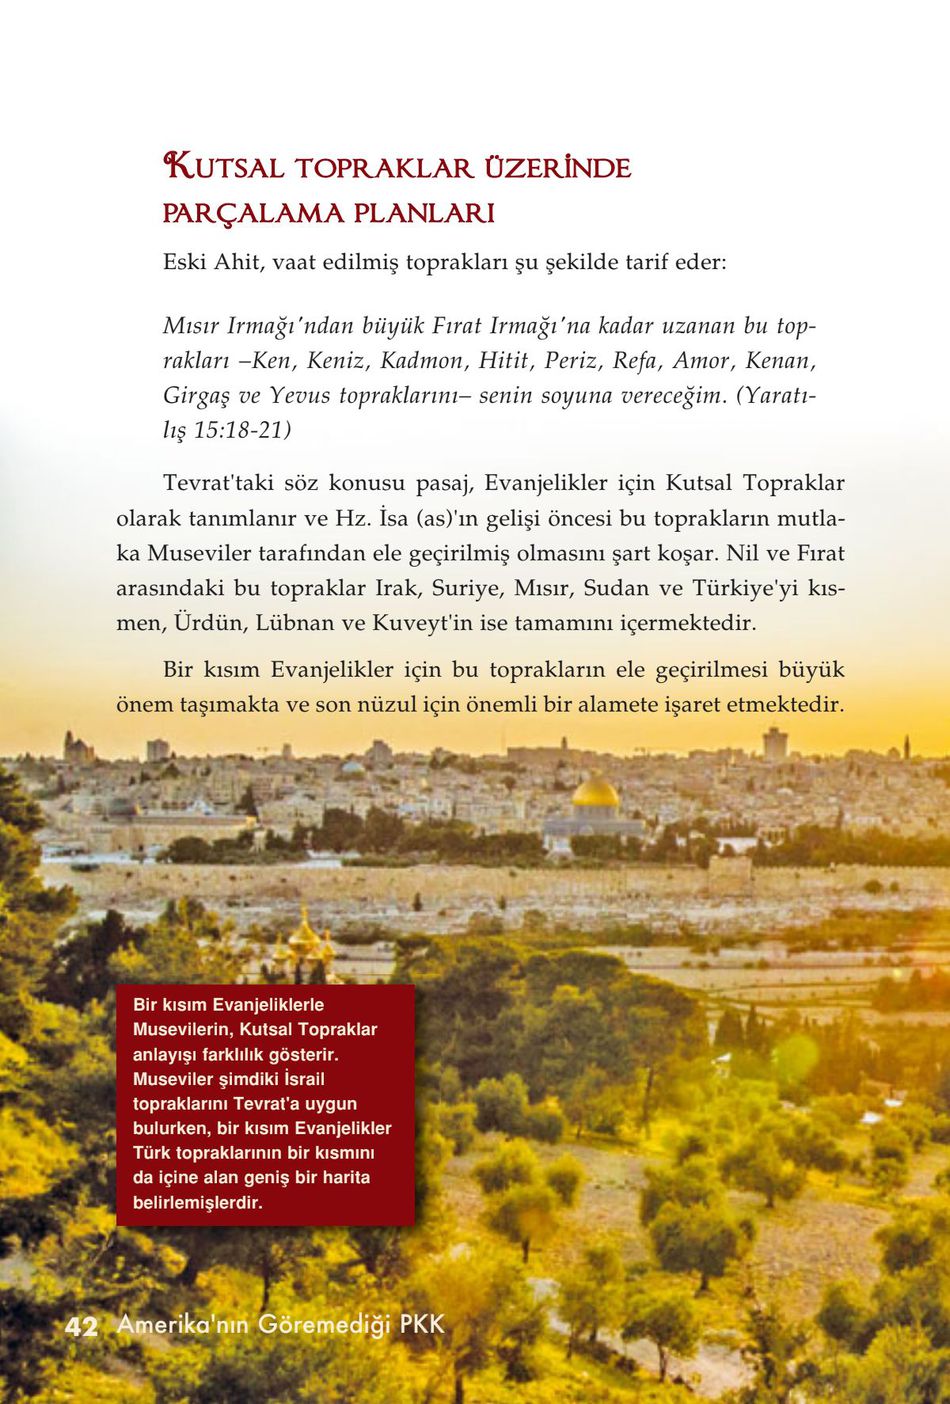 KUTSAL TOPRAKLAR ÜZERİNDE
PARÇALAMA PLANLARI
Eski Ahit, vaat edilmiş toprakları şu şekilde tarif eder:
Mısır Irmağı'ndan büyük Fırat Irmağı'na kadar uzanan bu top-
rakları –Ken, Keniz, Kadmon, Hitit, Periz, Refa, Amor, Kenan,
Girgaş ve Yevus topraklarını– senin soyuna vereceğim. (Yaratı-
lış 15:18-21)
Tevrat'taki söz konusu pasaj, Evanjelikler için Kutsal Topraklar
olarak tanımlanır ve Hz. İsa (as)'ın gelişi öncesi bu toprakların mutla-
ka Museviler tarafından ele geçirilmiş olmasını şart koşar. Nil ve Fırat
arasındaki bu topraklar Irak, Suriye, Mısır, Sudan ve Türkiye'yi kıs-
men, Ürdün, Lübnan ve Kuveyt'in ise tamamını içermektedir.
Bir kısım Evanjelikler için bu toprakların ele geçirilmesi büyük
önem taşımakta ve son nüzul için önemli bir alamete işaret etmektedir.
Bir kısım Evanjeliklerle
Musevilerin, Kutsal Topraklar
anlayışı farklılık gösterir.
Museviler şimdiki İsrail
topraklarını Tevrat'a uygun
bulurken, bir kısım Evanjelikler
Türk topraklarının bir kısmını
da içine alan geniş bir harita
belirlemişlerdir.
42 Amerika'nın Göremediği PKK